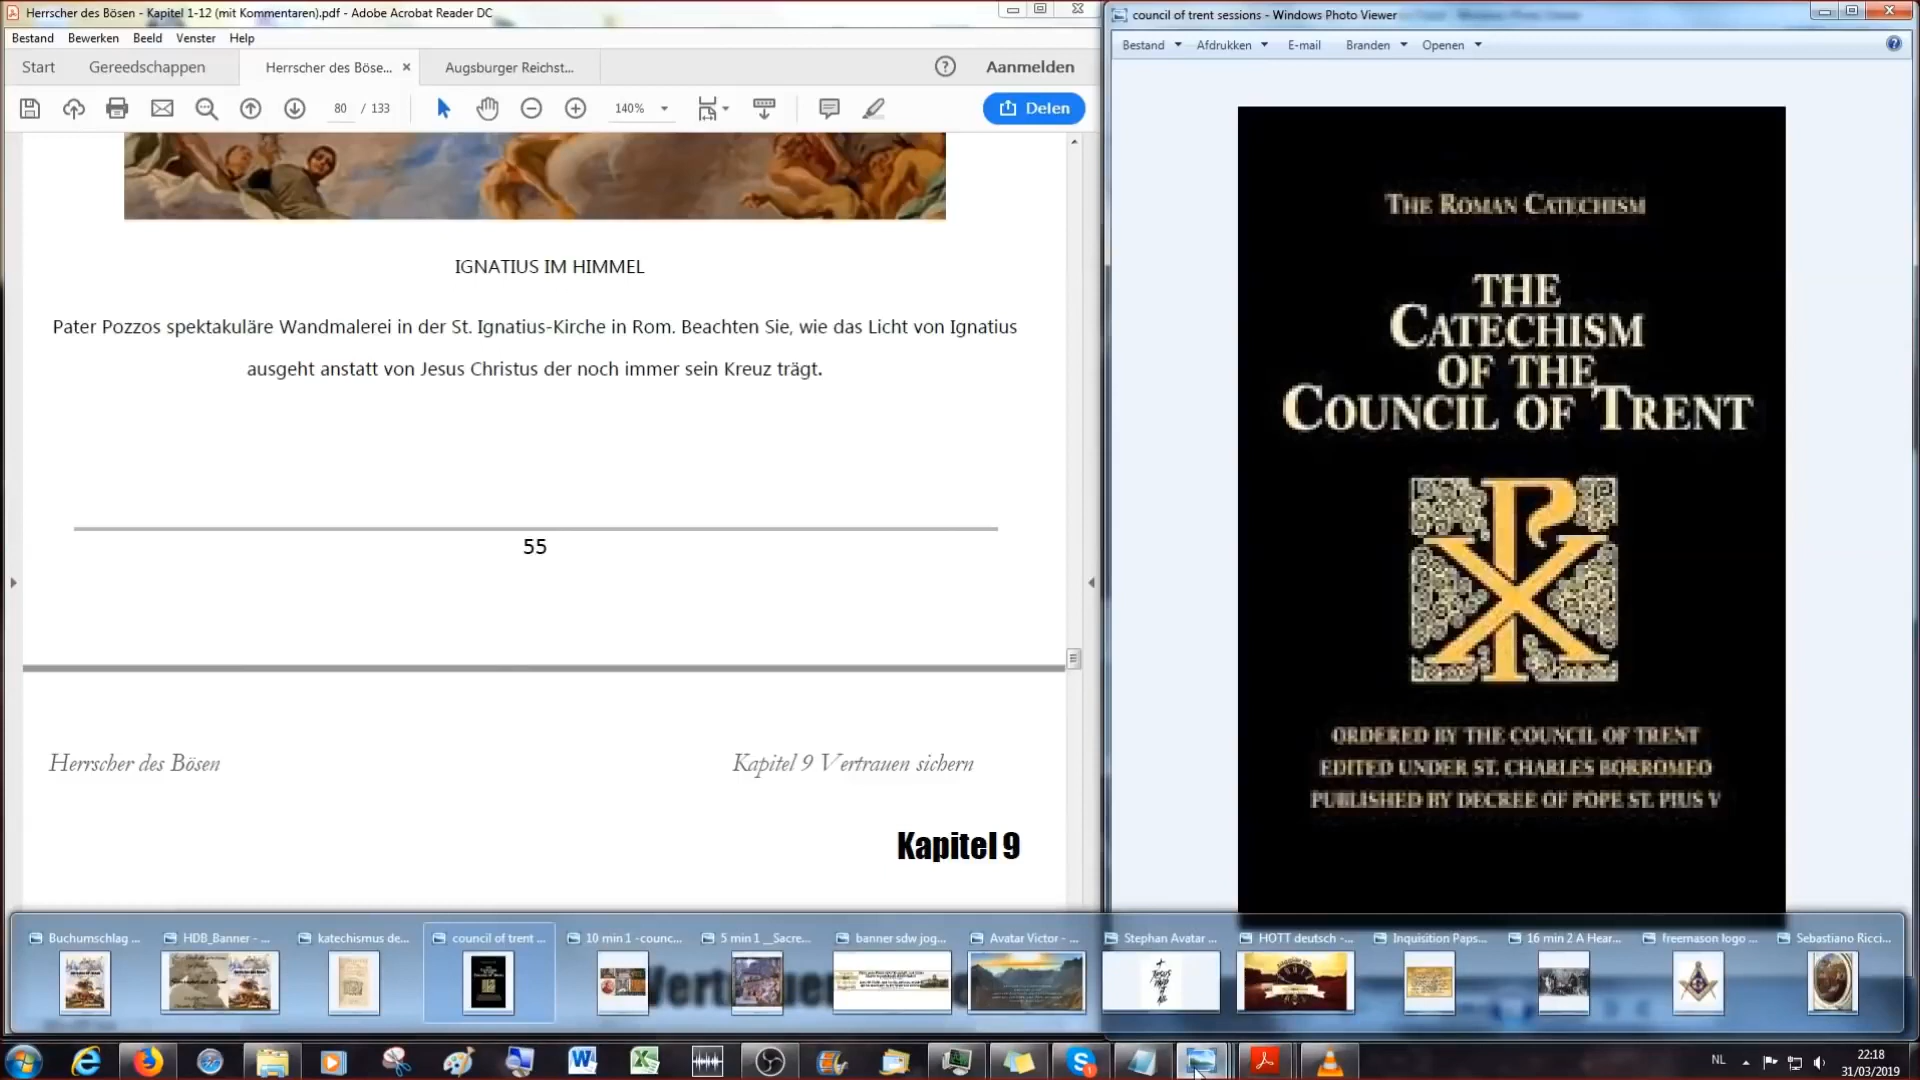 Herrscher des Bösen - Kapitel 1-12 (mit Kommentaren).pdf - Adobe Acrobat Reader DC
Bestand Bewerken Beeld Venster Help
Start Gereedschappen Herrscher des Böse... × Augsburger Reichst... Aanmelden
80 / 133 140% Delen
IGNATIUS IM HIMMEL
Pater Pozzos spektakuläre Wandmalerei in der St. Ignatius-Kirche in Rom. Beachten Sie, wie das Licht von Ignatius
ausgeht anstatt von Jesus Christus der noch immer sein Kreuz trägt.
55
Herrscher des Bösen Kapitel 9 Vertrauen sichern
Kapitel 9
council of trent sessions - Windows Photo Viewer
Bestand Afdrukken E-mail Branden Openen
THE ROMAN CATECHISM
THE
CATECHISM
OF THE
COUNCIL OF TRENT
ORDERED BY THE COUNCIL OF TRENT
EDITED UNDER ST. CHARLES BORROMEO
PUBLISHED BY DECREE OF POPE ST. PIUS V
Buchumschlag ... HDB_Banner - ... katechismus de... council of trent ... 10 min 1 -counc... 5 min 1 __Sacre... banner sdw jog... Avatar Victor - ... Stephan Avatar ... HOTT deutsch -... Inquisition Paps... 16 min 2 A Hear... freemason logo ... Sebastiano Ricci...
JESUS PAID IT ALL
NL 22:18
31/03/2019